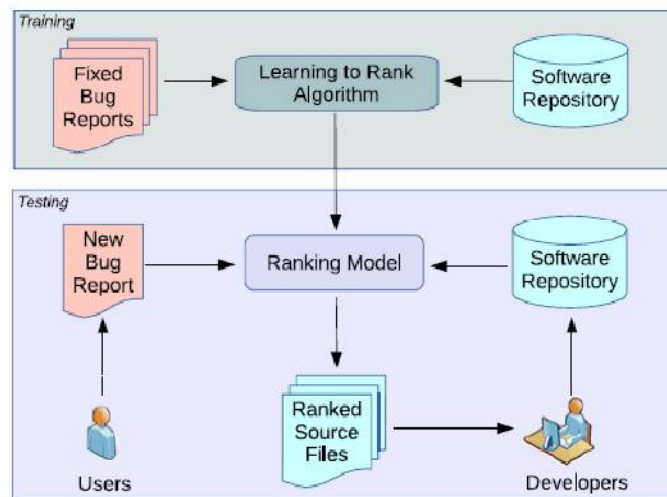 Training
Fixed
Bug
Reports
Learning to Rank
Algorithm
Software
Repository
Testing
New
Bug
Report
Ranking Model
Software
Repository
Ranked
Source
Files
Users
Developers